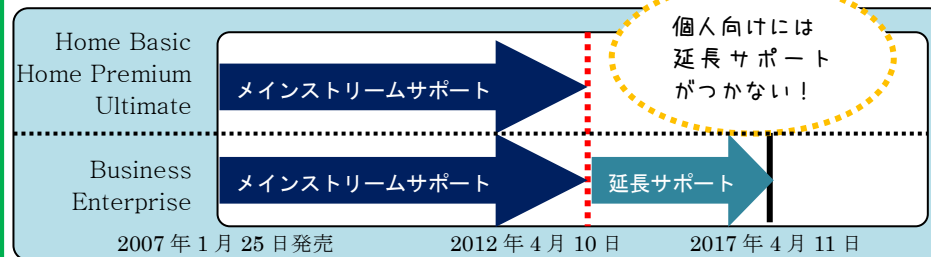 Home Basic
Home Premium
Ultimate
メインストリームサポート
個人向けには
延長サポート
がつかない！
Business
Enterprise
メインストリームサポート
延長サポート
2007年1月25日発売
2012年4月10日
2017年4月11日